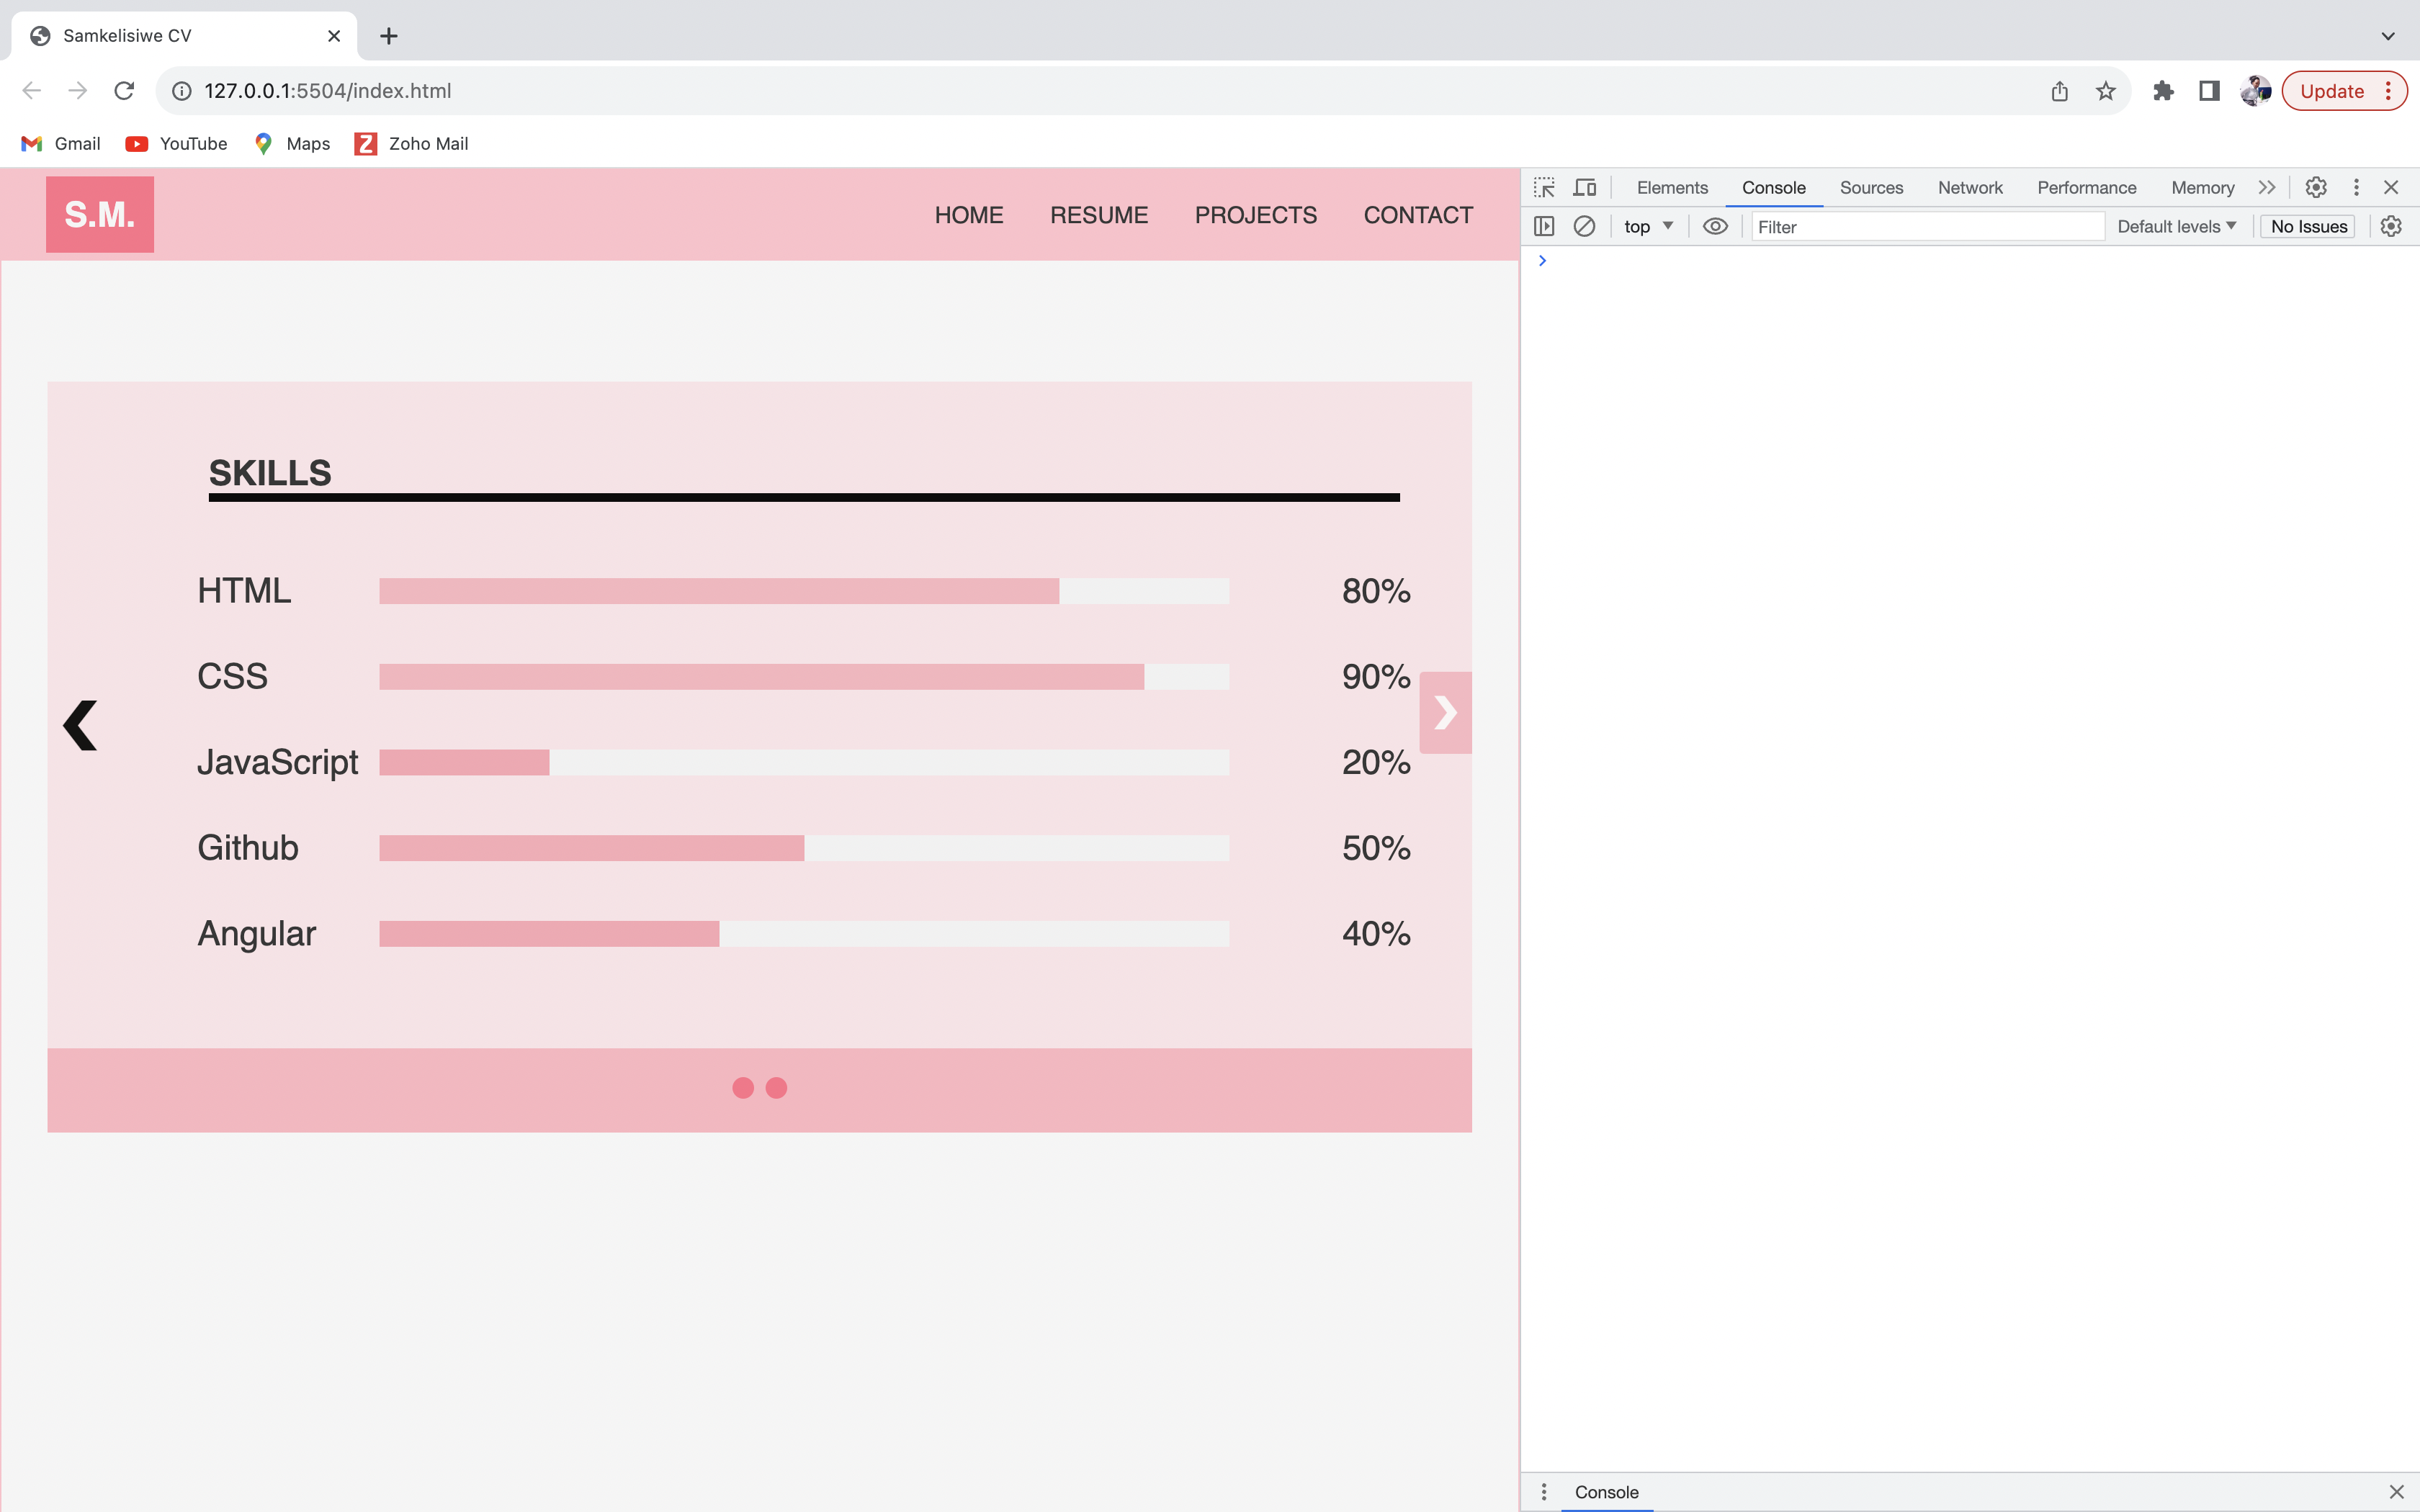 Samkelisiwe CV
127.0.0.1:5504/index.html
Update
Gmail YouTube Maps Zoho Mail
S.M. HOME RESUME PROJECTS CONTACT
Elements Console Sources Network Performance Memory
top Filter Default levels No Issues
SKILLS
HTML 80%
CSS 90%
JavaScript 20%
Github 50%
Angular 40%
Console